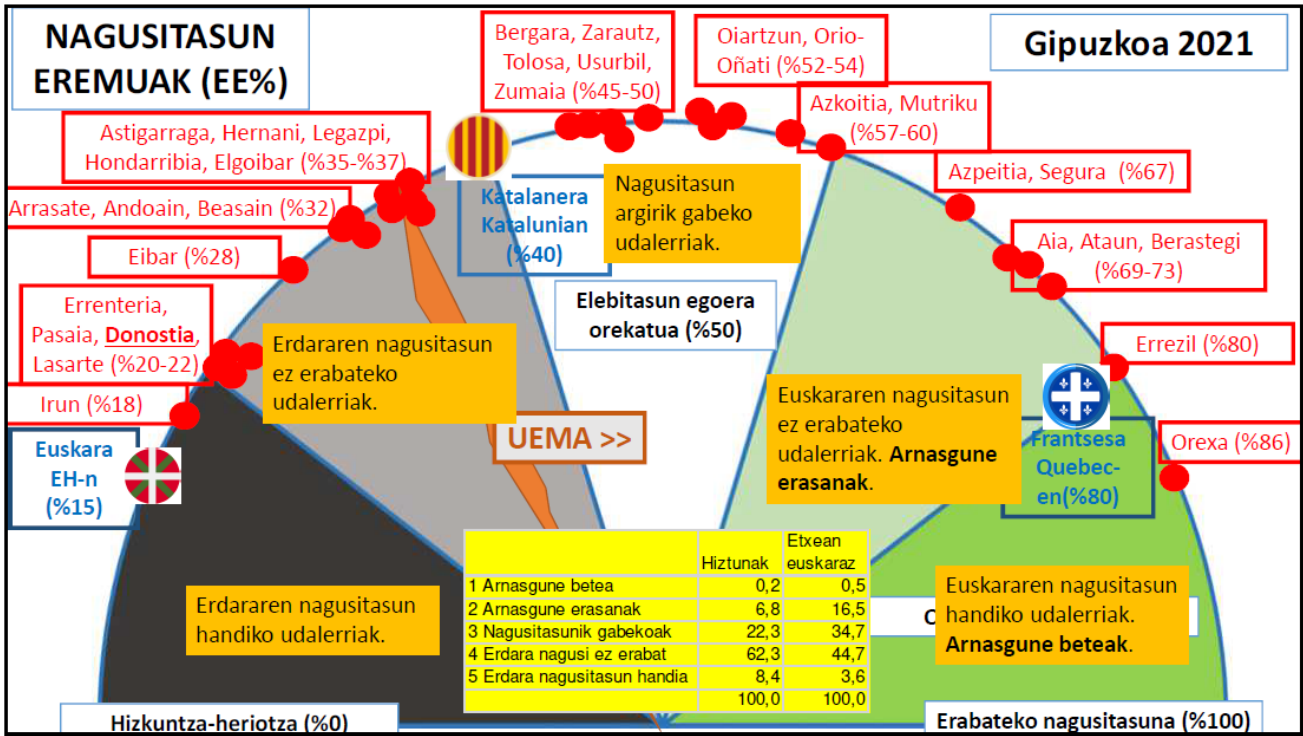 NAGUSITASUN
EREMUAK (EE%)
Gipuzkoa 2021
Bergara, Zarautz,
Tolosa, Usurbil,
Zumaia (%45-50)
Oiartzun, Orio-
Oñati (%52-54)
Azkoitia, Mutriku
(%57-60)
Astigarraga, Hernani, Legazpi,
Hondarribia, Elgoibar (%35-%37)
Azpeitia, Segura (%67)
Arrasate, Andoain, Beasain (%32)
Katalanera
Katalunian
(%40)
Nagusitasun
argirik gabeko
udalerriak.
Eibar (%28)
Aia, Ataun, Berastegi
(%69-73)
Elebitasun egoera
orekatua (%50)
Errenteria,
Pasaia, Donostia,
Lasarte (%20-22)
Erdararen nagusitasun
ez erabateko
udalerriak.
Errezil (%80)
Irun (%18)
Euskararen nagusitasun
ez erabateko
udalerriak. Arnasgune
erasanak.
UEMA >>
Frantsesa
Quebec-
en(%80)
Orexa (%86)
Euskara
EH-n
(%15)
Hiztunak Etxean euskaraz
1 Arnasgune betea 0,2 0,5
2 Arnasgune erasanak 6,8 16,5
3 Nagusitasunik gabekoak 22,3 34,7
4 Erdara nagusi ez erabat 62,3 44,7
5 Erdara nagusitasun handia 8,4 3,6
100,0 100,0
Erdararen nagusitasun
handiko udalerriak.
Euskararen nagusitasun
handiko udalerriak.
Arnasgune beteak.
Hizkuntza-heriotza (%0)
Erabateko nagusitasuna (%100)